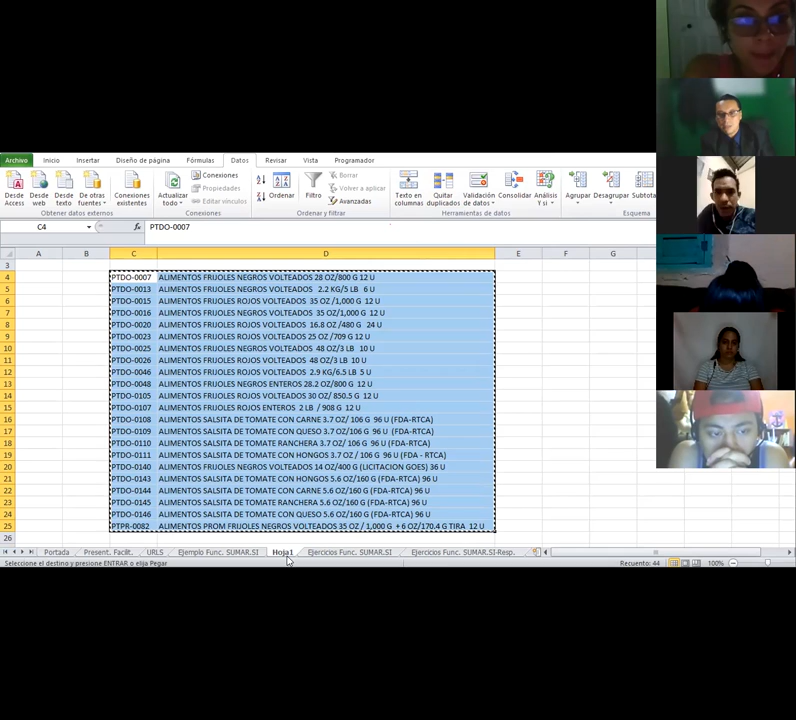 Archivo Inicio Insertar Diseño de página Fórmulas Datos Revisar Vista Programador
Desde Access
Desde web
Desde texto
De otras fuentes
Conexiones existentes
Obtener datos externos
Actualizar todo
Conexiones
Propiedades
Editar vínculos
Conexiones
Ordenar
Filtro
Borrar
Volver a aplicar
Avanzadas
Ordenar y filtrar
Texto en columnas
Quitar duplicados
Validación de datos
Consolidar
Análisis Y si
Herramientas de datos
Agrupar
Desagrupar
Subtota
Esquema
C4 fx PTDO-0007
A B C D E F G
3
4 PTDO-0007 ALIMENTOS FRIJOLES NEGROS VOLTEADOS 28 OZ/800 G 12 U
5 PTDO-0013 ALIMENTOS FRIJOLES NEGROS VOLTEADOS 2.2 KG/5 LB 6 U
6 PTDO-0015 ALIMENTOS FRIJOLES ROJOS VOLTEADOS 35 OZ /1,000 G 12 U
7 PTDO-0016 ALIMENTOS FRIJOLES NEGROS VOLTEADOS 35 OZ/1,000 G 12 U
8 PTDO-0020 ALIMENTOS FRIJOLES ROJOS VOLTEADOS 16.8 OZ /480 G 24 U
9 PTDO-0023 ALIMENTOS FRIJOLES ROJOS VOLTEADOS 25 OZ /709 G 12 U
10 PTDO-0025 ALIMENTOS FRIJOLES NEGROS VOLTEADOS 48 OZ/3 LB 10 U
11 PTDO-0026 ALIMENTOS FRIJOLES ROJOS VOLTEADOS 48 OZ/3 LB 10 U
12 PTDO-0046 ALIMENTOS FRIJOLES ROJOS VOLTEADOS 2.9 KG/6.5 LB 5 U
13 PTDO-0048 ALIMENTOS FRIJOLES NEGROS ENTEROS 28.2 OZ/800 G 12 U
14 PTDO-0105 ALIMENTOS FRIJOLES ROJOS VOLTEADOS 30 OZ/ 850.5 G 12 U
15 PTDO-0107 ALIMENTOS FRIJOLES ROJOS ENTEROS 2 LB / 908 G 12 U
16 PTDO-0108 ALIMENTOS SALSITA DE TOMATE CON CARNE 3.7 OZ/ 106 G 96 U (FDA-RTCA)
17 PTDO-0109 ALIMENTOS SALSITA DE TOMATE CON QUESO 3.7 OZ/ 106 G 96 U (FDA-RTCA)
18 PTDO-0110 ALIMENTOS SALSITA DE TOMATE RANCHERA 3.7 OZ/ 106 G 96 U (FDA-RTCA)
19 PTDO-0111 ALIMENTOS SALSITA DE TOMATE CON HONGOS 3.7 OZ / 106 G 96 U (FDA - RTCA)
20 PTDO-0140 ALIMENTOS FRIJOLES NEGROS VOLTEADOS 14 OZ/400 G (LICITACION GOES) 36 U
21 PTDO-0143 ALIMENTOS SALSITA DE TOMATE CON HONGOS 5.6 OZ/160 G (FDA-RTCA) 96 U
22 PTDO-0144 ALIMENTOS SALSITA DE TOMATE CON CARNE 5.6 OZ/160 G (FDA-RTCA) 96 U
23 PTDO-0145 ALIMENTOS SALSITA DE TOMATE RANCHERA 5.6 OZ/160 G (FDA-RTCA) 96 U
24 PTDO-0146 ALIMENTOS SALSITA DE TOMATE CON QUESO 5.6 OZ/160 G (FDA-RTCA) 96 U
25 PTPR-0082 ALIMENTOS PROM FRIJOLES NEGROS VOLTEADOS 35 OZ / 1,000 G + 6 OZ/170.4 G TIRA 12 U
26
Portada Present. Facilit. URLS Ejemplo Func. SUMAR.SI Hoja1 Ejercicios Func. SUMAR.SI Ejercicios Func. SUMAR.SI-Resp.
Seleccione el destino y presione ENTRAR o elija Pegar Recuento: 44 100%